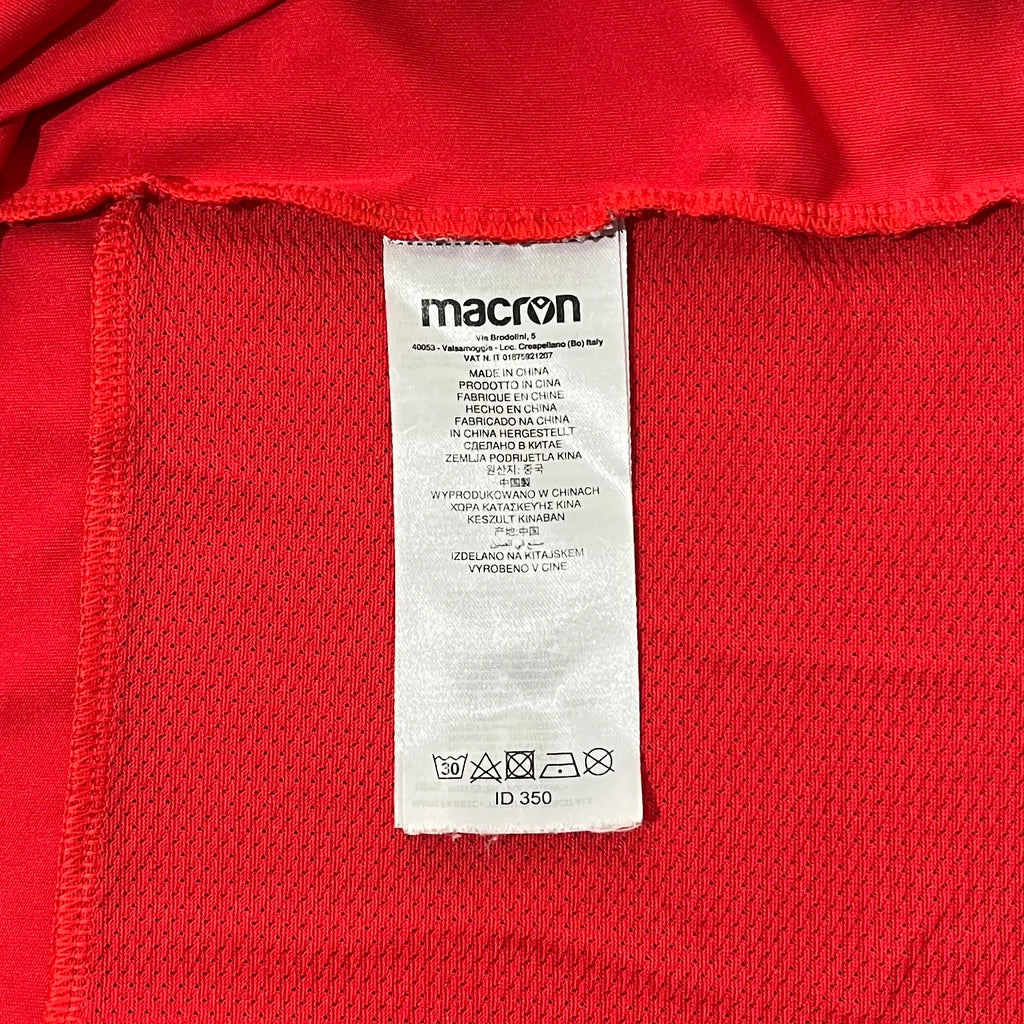 macron
Via Brodolini, 5
40053 - Valsamoggia - Loc. Crespellano (Bo) Italy
VAT N. IT 01675921207
MADE IN CHINA
PRODOTTO IN CINA
FABRIQUE EN CHINE
HECHO EN CHINA
FABRICADO NA CHINA
IN CHINA HERGESTELLT
СДЕЛАНО В КИТАЕ
ZEMLJA PODRIJETLA KINA
원산지: 중국
中国製
WYPRODUKOWANO W CHINACH
ΧΩΡΑ ΚΑΤΑΣΚΕΥΗΣ ΚΙΝΑ
KESZULT KINABAN
产地:中国
صنع في الصين
IZDELANO NA KITAJSKEM
VYROBENO V CINE
30
ID 350